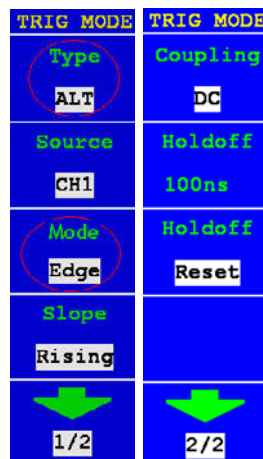 TRIG MODE
Type
ALT
Source
CH1
Mode
Edge
Slope
Rising
1/2
TRIG MODE
Coupling
DC
Holdoff
100ns
Holdoff
Reset
2/2